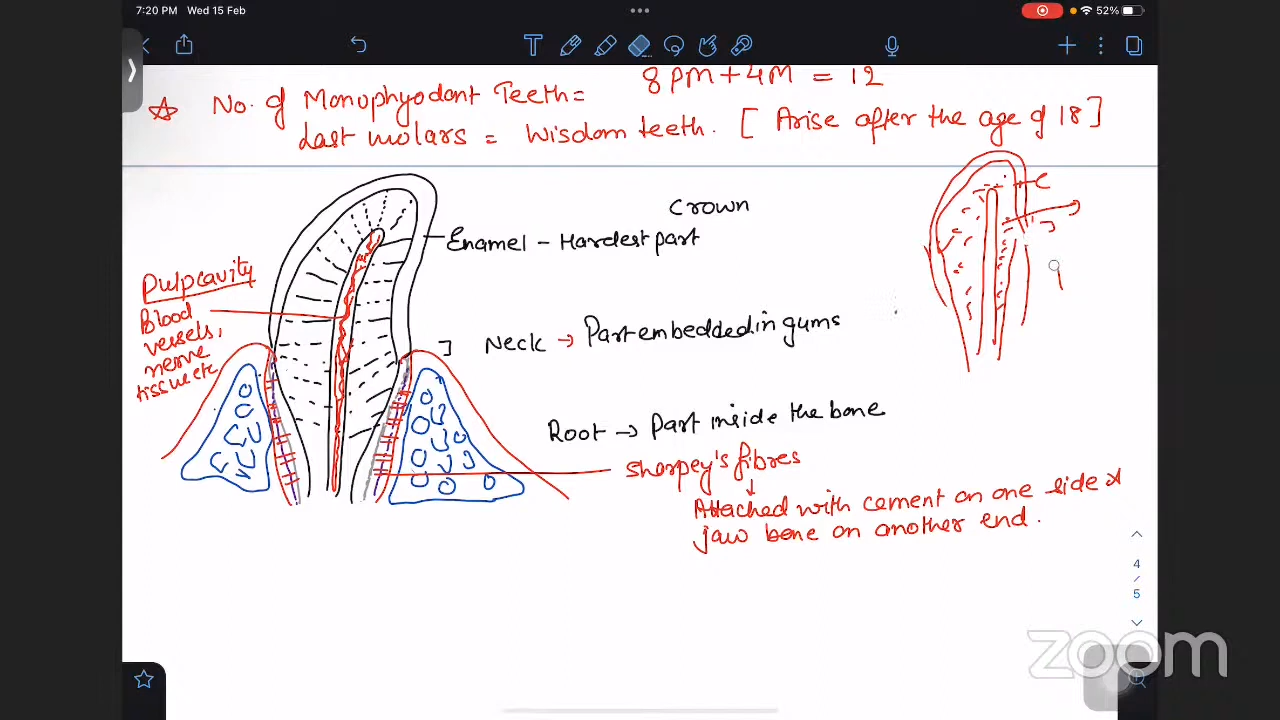 7:20 PM Wed 15 Feb
52%
8 PM + 4M = 12
No. of Monophyodont Teeth =
Last molars = Wisdom teeth. [ Arise after the age of 18 ]
Crown
Enamel - Hardest part
Pulpcavity
Blood
vessels,
nerve
tissue etc
Neck → Part embedded in gums
Root → Part inside the bone
Sharpey's fibres
Attached with cement on one side &
jaw bone on another end.
4
/
5
zoom